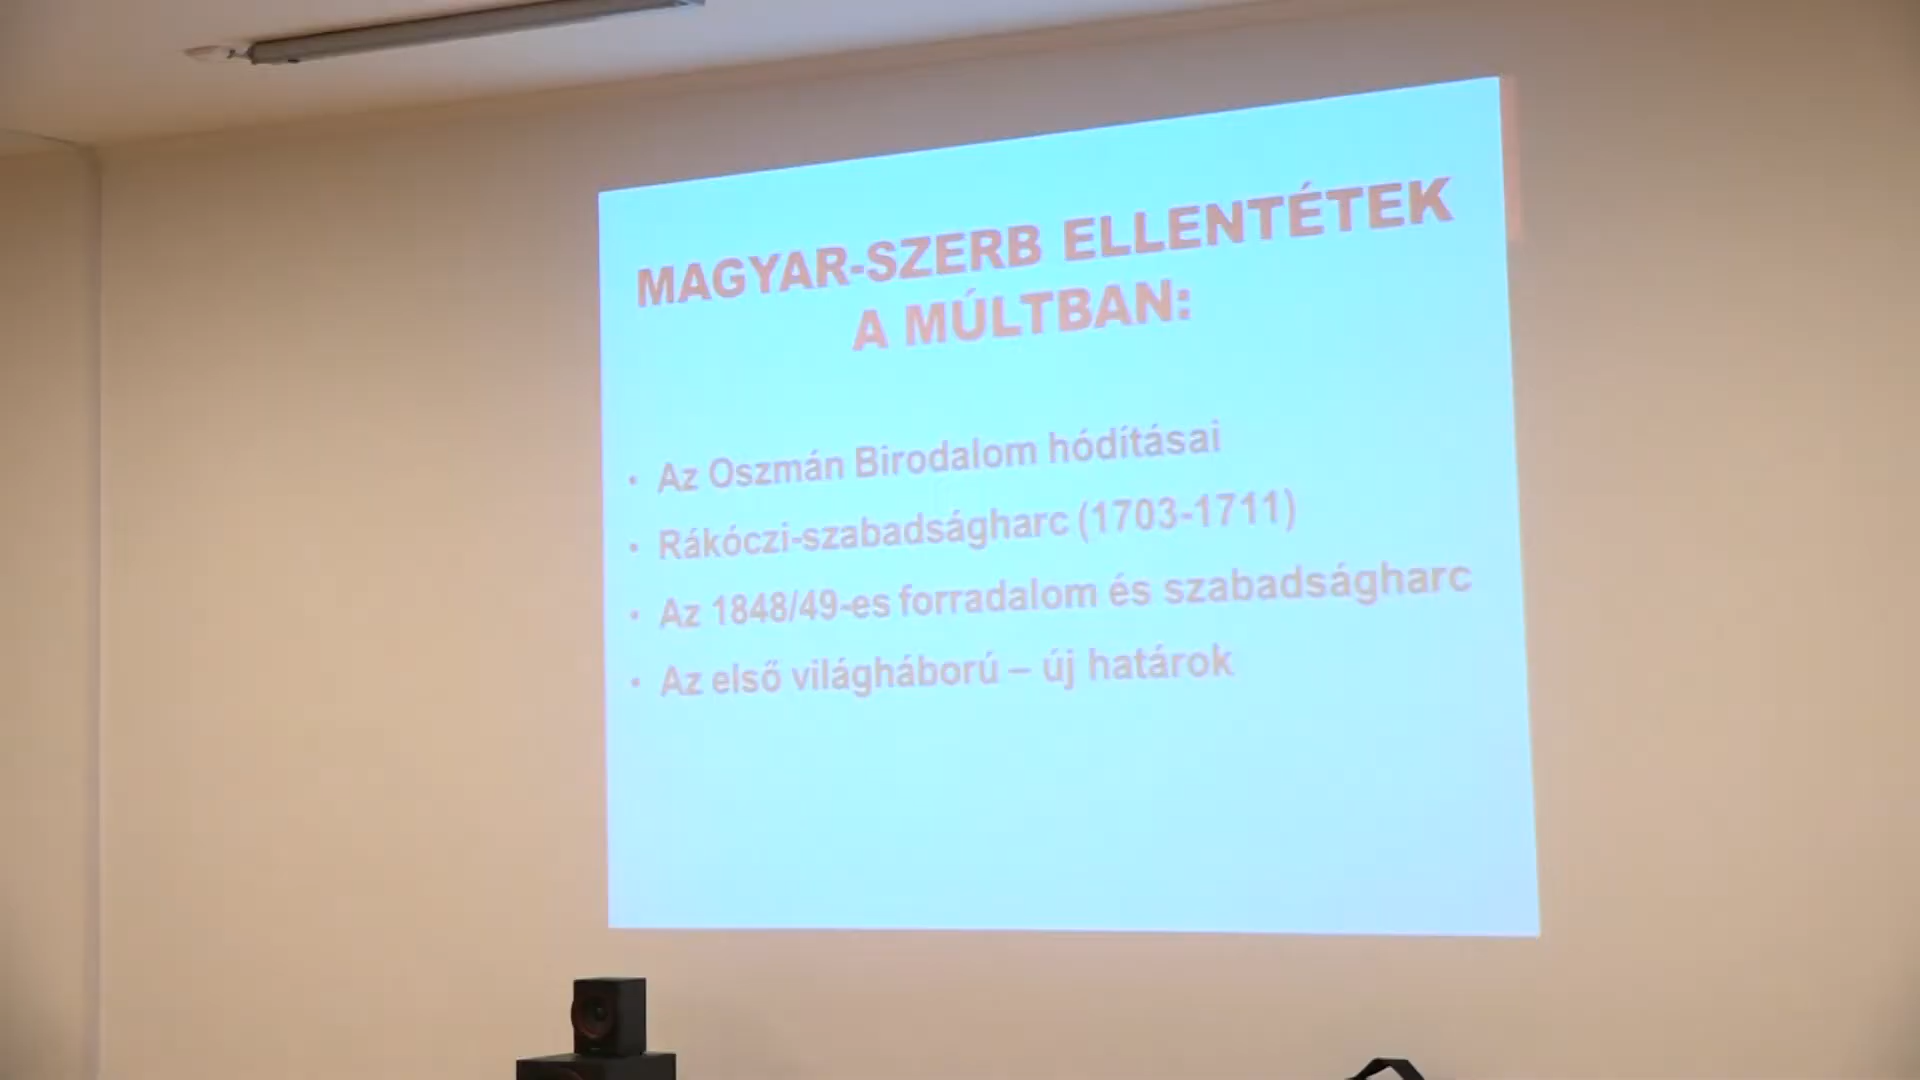 MAGYAR-SZERB ELLENTÉTEK
A MÚLTBAN:
• Az Oszmán Birodalom hódításai
• Rákóczi-szabadságharc (1703-1711)
• Az 1848/49-es forradalom és szabadságharc
• Az első világháború – új határok